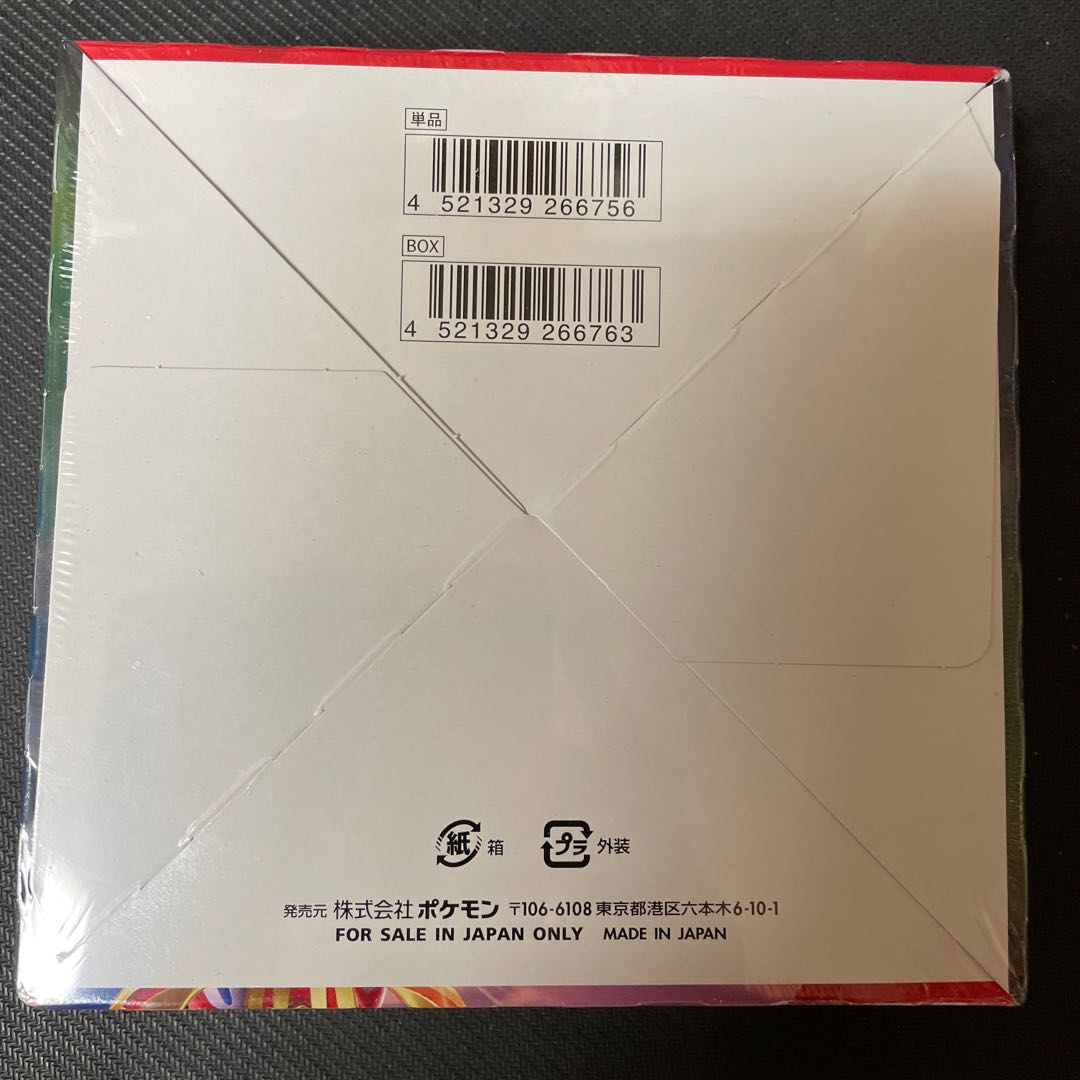 単品
4 521329 266756
BOX
4 521329 266763
紙 箱 プラ 外装
発売元 株式会社 ポケモン 〒106-6108 東京都港区六本木6-10-1
FOR SALE IN JAPAN ONLY MADE IN JAPAN